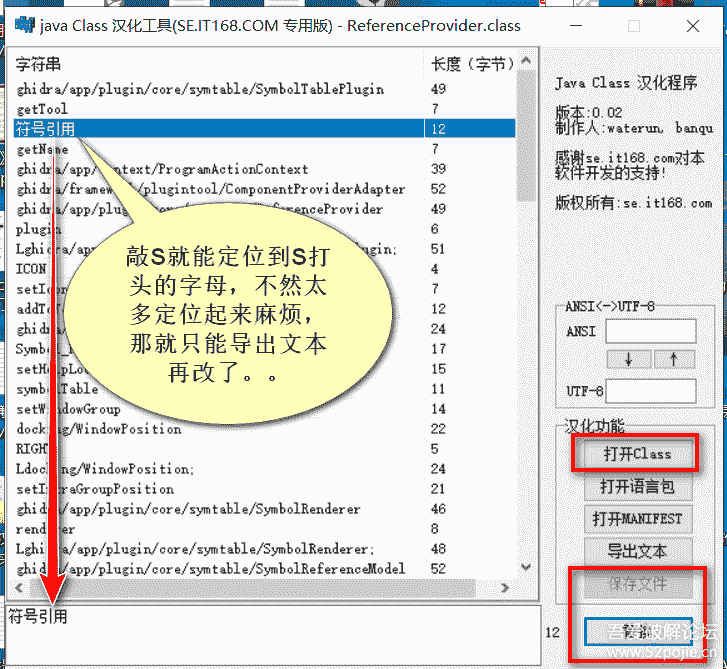 java Class 汉化工具(SE.IT168.COM 专用版) - ReferenceProvider.class
字符串 长度（字节）
ghidra/app/plugin/core/symtable/SymbolTablePlugin 49
getTool 7
符号引用 12
getName 7
ghidra/app/context/ProgramActionContext 39
ghidra/framework/plugintool/ComponentProviderAdapter 52
49
plugin 6
51
ICON 4
7
12
24
17
15
symbolTable 11
setWindowGroup 14
docking/WindowPosition 22
RIGHT 5
Ldocking/WindowPosition; 24
setIntraGroupPosition 21
ghidra/app/plugin/core/symtable/SymbolRenderer 46
renderer 8
Lghidra/app/plugin/core/symtable/SymbolRenderer; 48
ghidra/app/plugin/core/symtable/SymbolReferenceModel 52
敲S就能定位到S打
头的字母，不然太
多定位起来麻烦，
那就只能导出文本
再改了。。
符号引用
12
Java Class 汉化程序
版本:0.02
制作人:waterun, banqu
感谢se.it168.com对本
软件开发的支持!
版权所有:se.it168.com
ANSI<->UTF-8
ANSI
↓ ↑
UTF-8
汉化功能
打开Class
打开语言包
打开MANIFEST
导出文本
保存文件
吾爱破解论坛
www.52pojie.cn